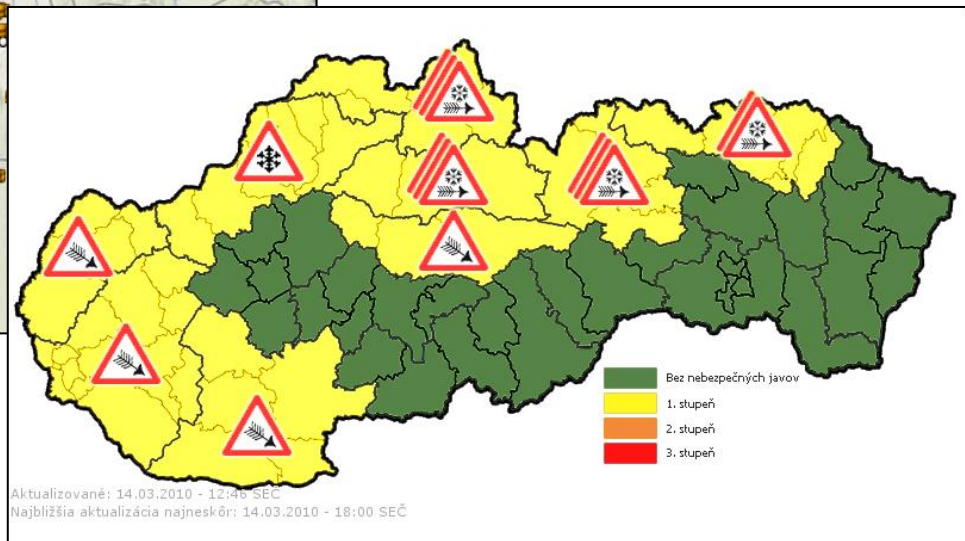 Bez nebezpečných javov
1. stupeň
2. stupeň
3. stupeň
Aktualizované: 14.03.2010 - 12:46 SEČ
Najbližšia aktualizácia najneskôr: 14.03.2010 - 18:00 SEČ